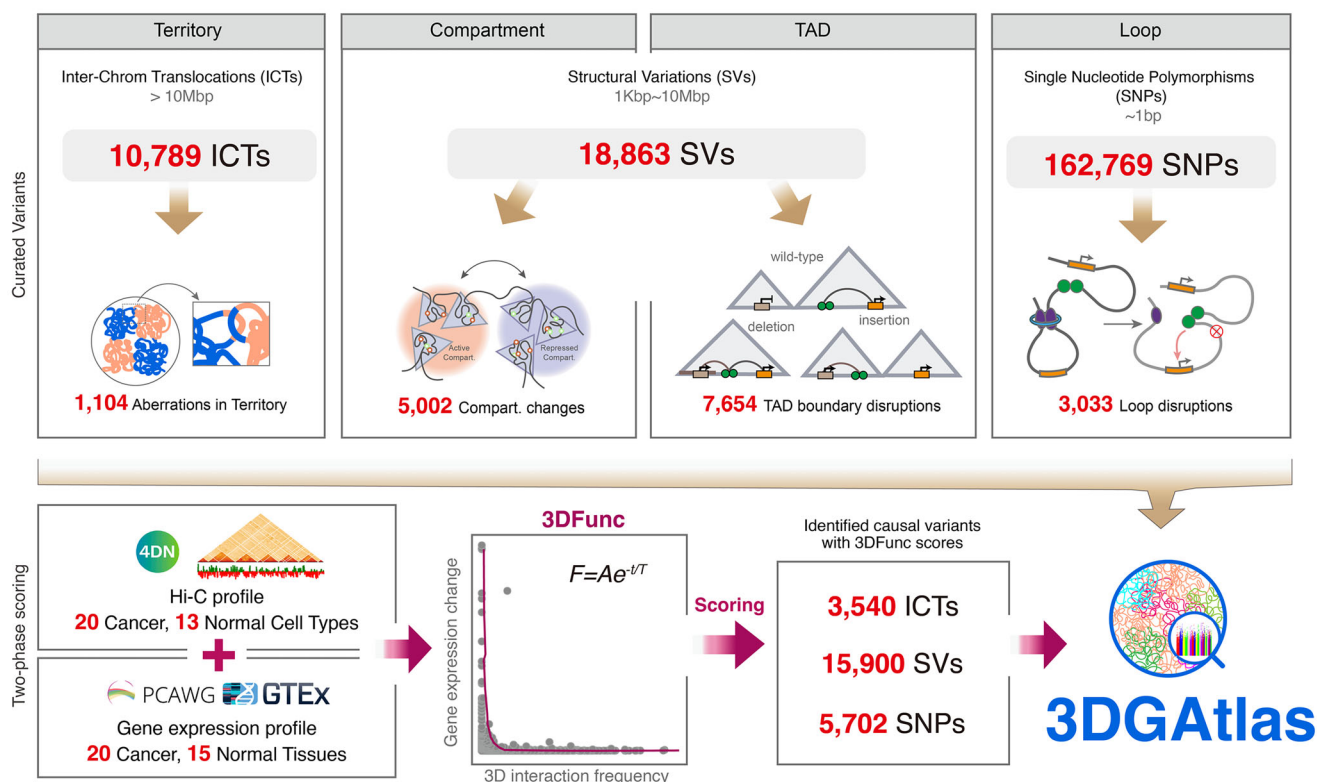 Territory
Compartment
TAD
Loop
Curated Variants
Inter-Chrom Translocations (ICTs)
> 10Mbp
10,789 ICTs
1,104 Aberrations in Territory
Structural Variations (SVs)
1Kbp~10Mbp
18,863 SVs
Active
Compart.
Repressed
Compart.
5,002 Compart. changes
wild-type
deletion
insertion
7,654 TAD boundary disruptions
Single Nucleotide Polymorphisms
(SNPs)
~1bp
162,769 SNPs
3,033 Loop disruptions
Two-phase scoring
4DN
Hi-C profile
20 Cancer, 13 Normal Cell Types
+
PCAWG GTEx
Gene expression profile
20 Cancer, 15 Normal Tissues
3DFunc
F=Ae-t/T
Gene expression change
3D interaction frequency
Scoring
Identified causal variants
with 3DFunc scores
3,540 ICTs
15,900 SVs
5,702 SNPs
3DGAtlas